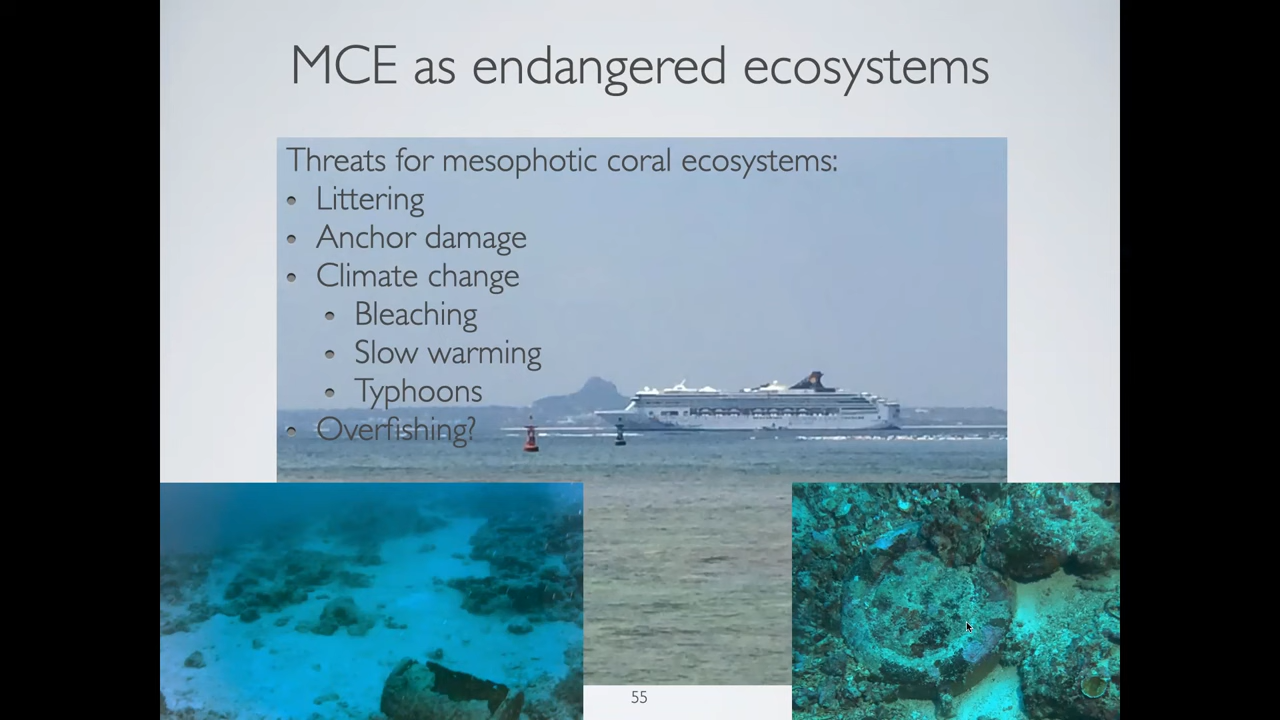 MCE as endangered ecosystems
Threats for mesophotic coral ecosystems:
• Littering
• Anchor damage
• Climate change
• Bleaching
• Slow warming
• Typhoons
• Overfishing?
55